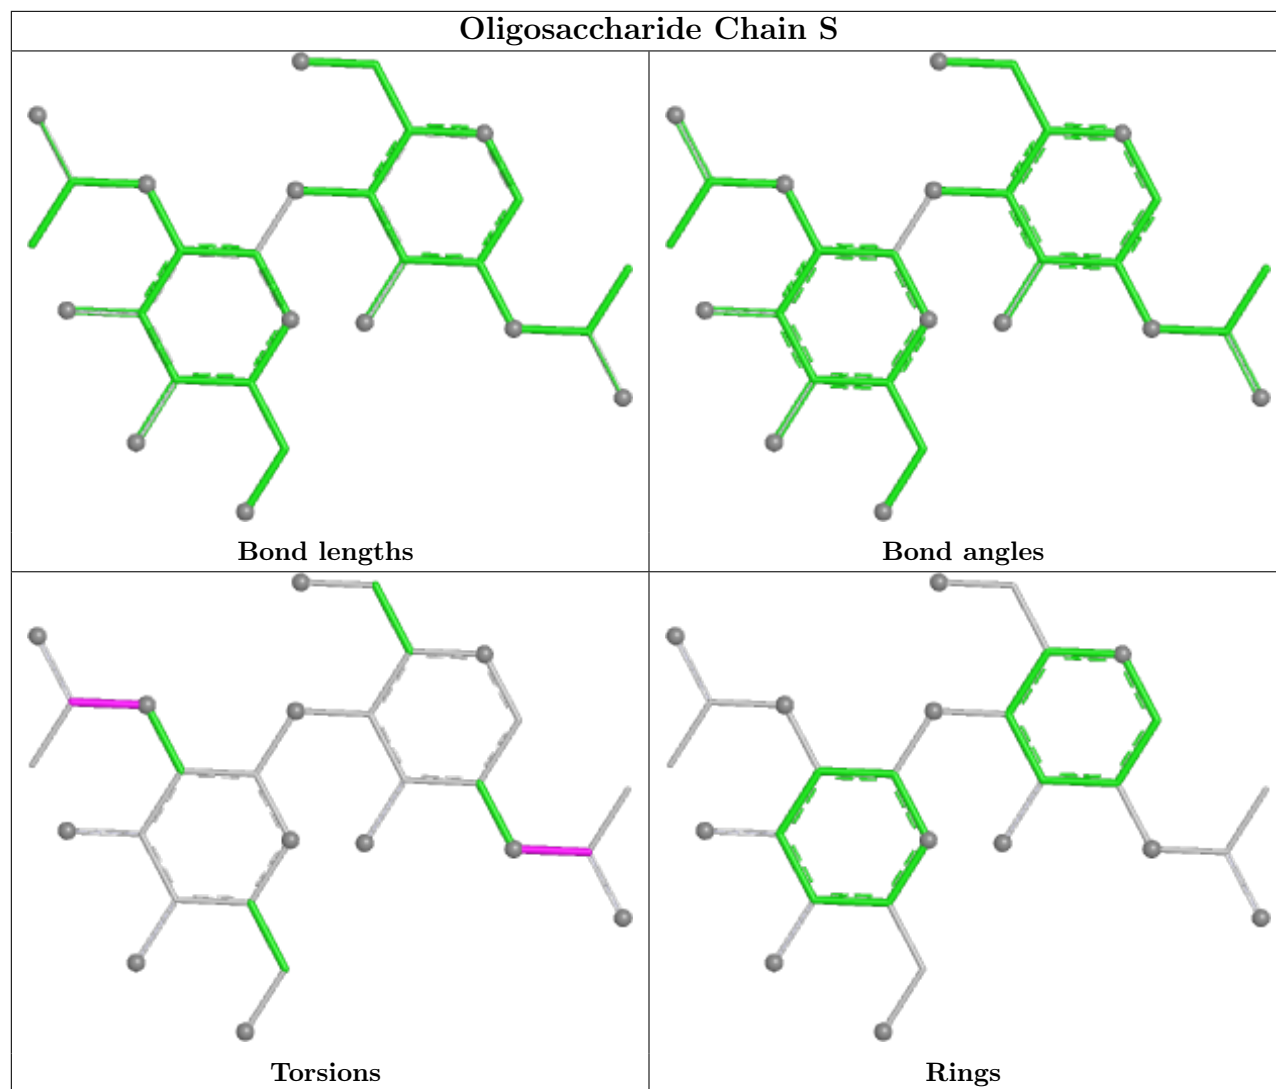 Oligosaccharide Chain S
Bond lengths
Bond angles
Torsions
Rings